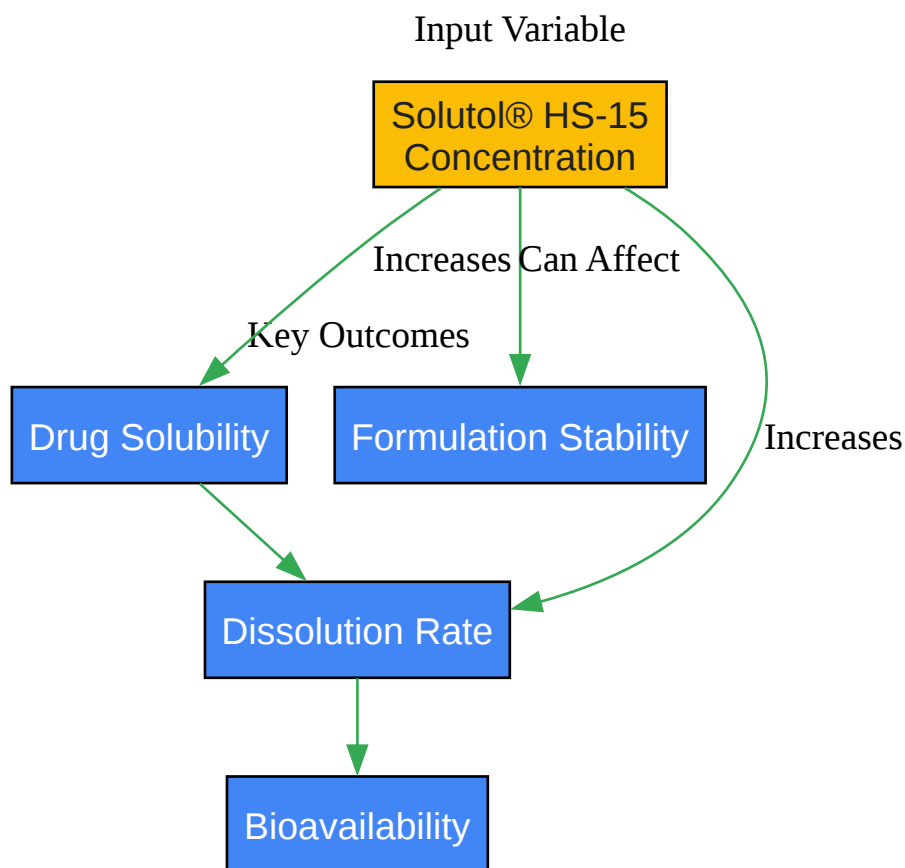 Input Variable
Solutol® HS-15
Concentration
Increases
Can Affect
Key Outcomes
Drug Solubility
Formulation Stability
Increases
Dissolution Rate
Bioavailability